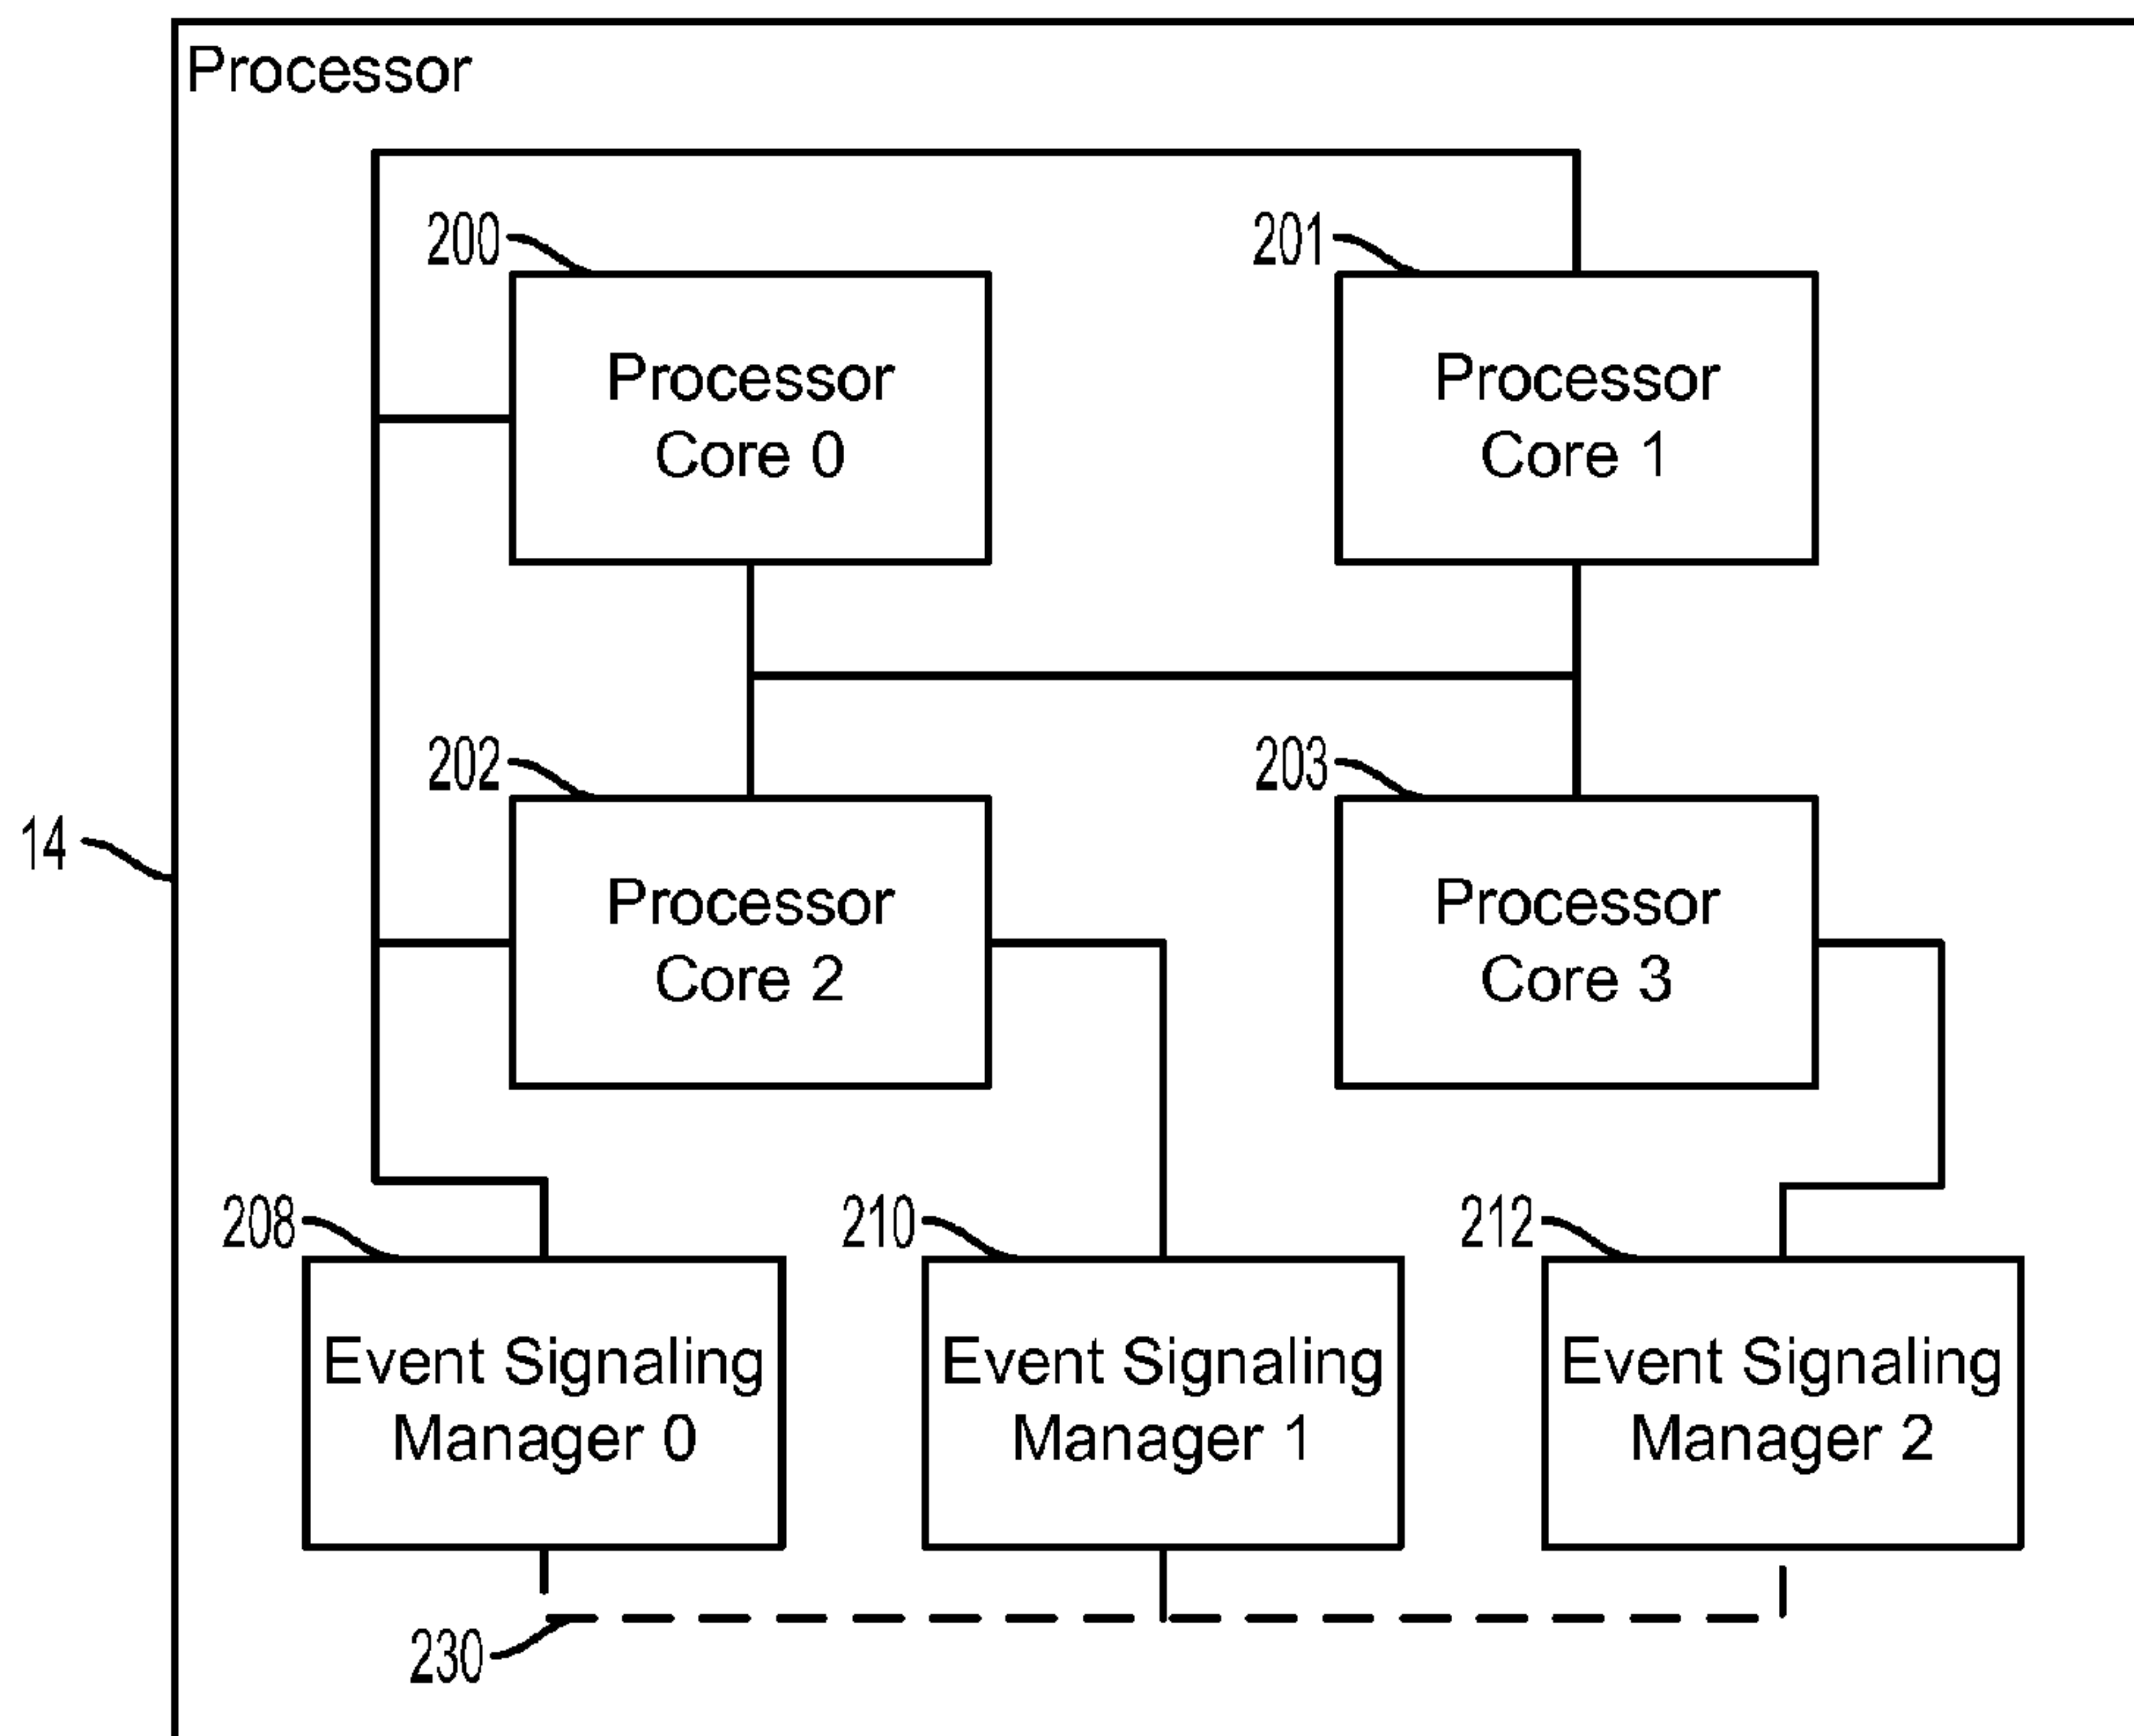 Processor
200
201
Processor
Core 0
Processor
Core 1
202
203
14
Processor
Core 2
Processor
Core 3
208
210
212
Event Signaling
Manager 0
Event Signaling
Manager 1
Event Signaling
Manager 2
230